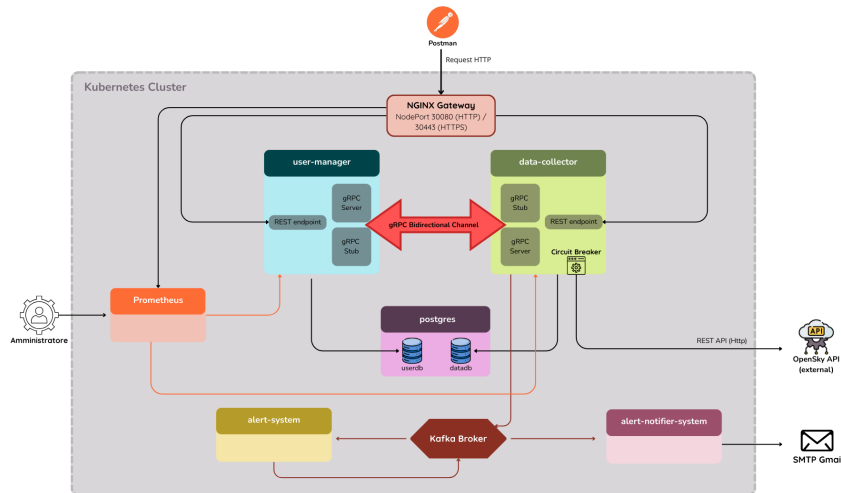 Postman
Request HTTP
Kubernetes Cluster
NGINX Gateway
NodePort 30080 (HTTP) /
30443 (HTTPS)
user-manager
data-collector
gRPC
Server
gRPC
Stub
REST endpoint
REST endpoint
gRPC Bidirectional Channel
gRPC
Stub
gRPC
Server
Circuit Breaker
Prometheus
Amministratore
postgres
userdb
datadb
REST API (Http)
API
OpenSky API
(external)
alert-system
Kafka Broker
alert-notifier-system
SMTP Gmai